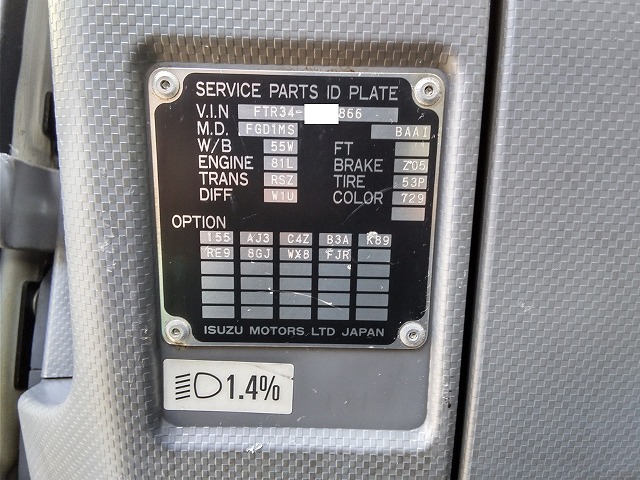 SERVICE PARTS ID PLATE
V.I.N FTR34- 866
M.D. FGD1MS BAAI
W/B 55W FT
ENGINE 81L BRAKE Z05
TRANS RSZ TIRE 53P
DIFF W1U COLOR 729
OPTION
155 AJ3 C4Z B3A K89
RE9 8GJ WX8 FJR
ISUZU MOTORS, LTD JAPAN
1.4%